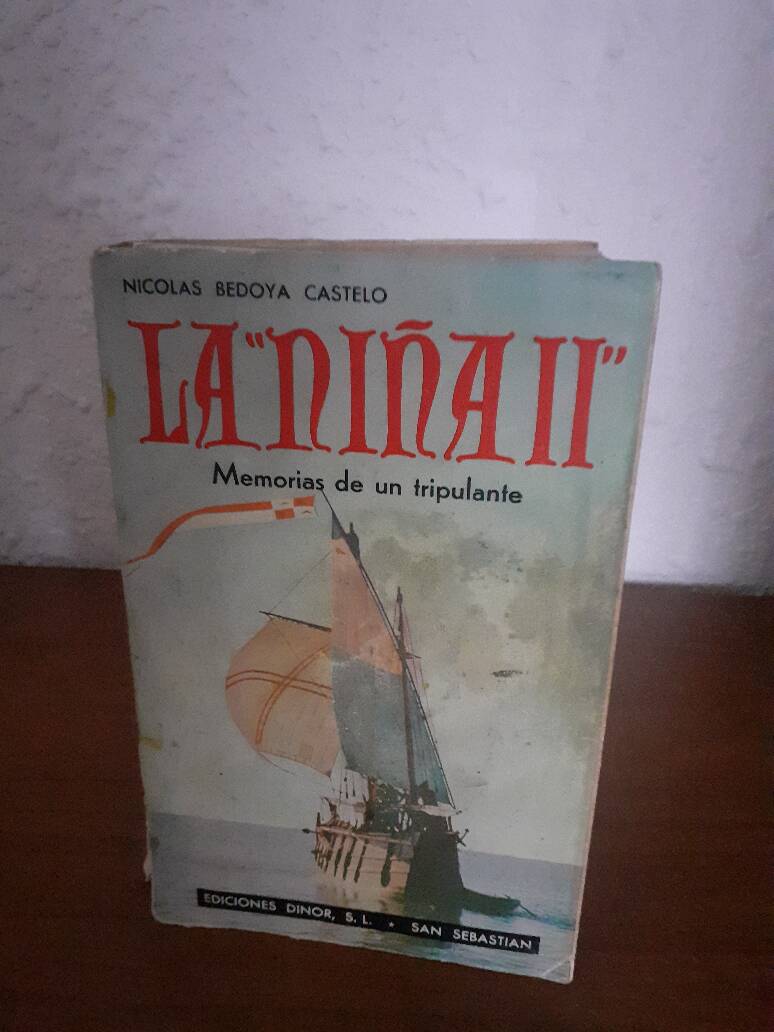 NICOLAS BEDOYA CASTELO
LA "NIÑA II"
Memorias de un tripulante
EDICIONES DINOR, S. L. * SAN SEBASTIAN